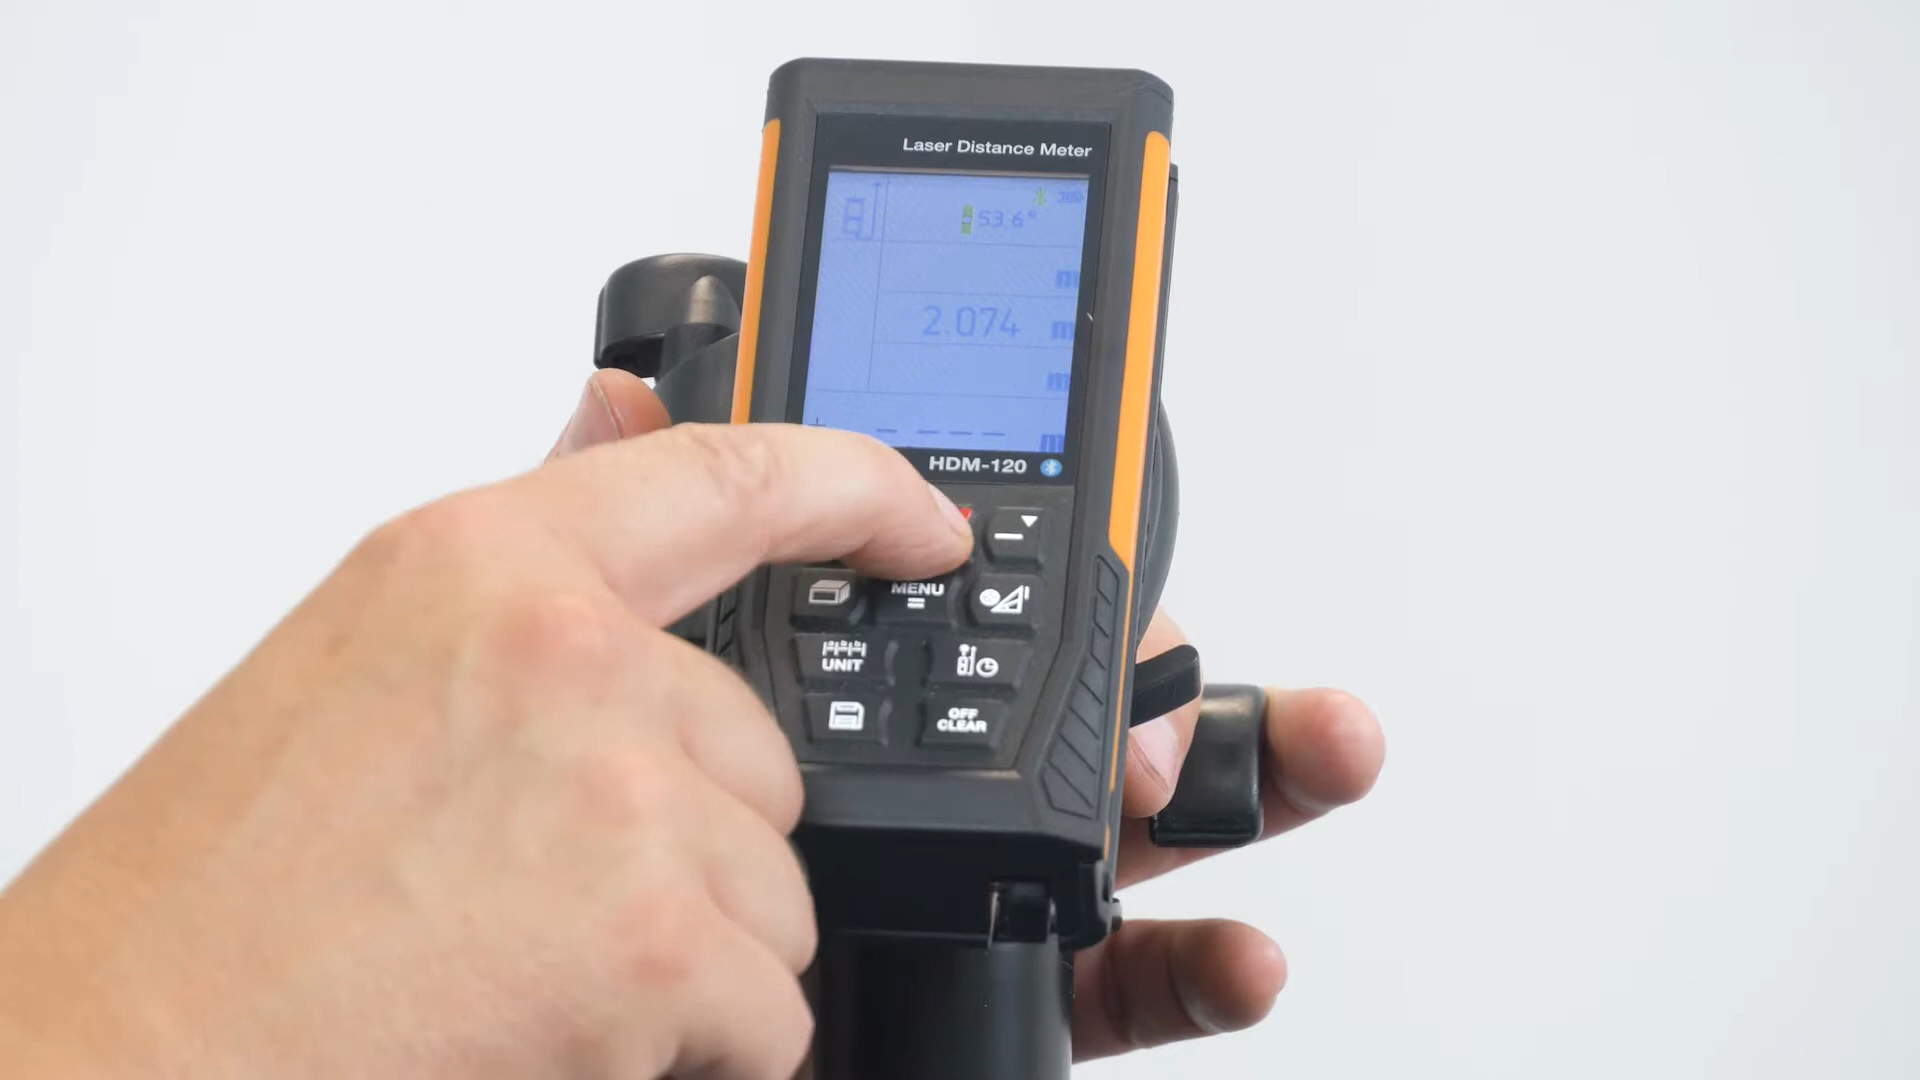 Laser Distance Meter
53.6°
m
2.074 m
m
m
HDM-120
MENU
UNIT
OFF
CLEAR